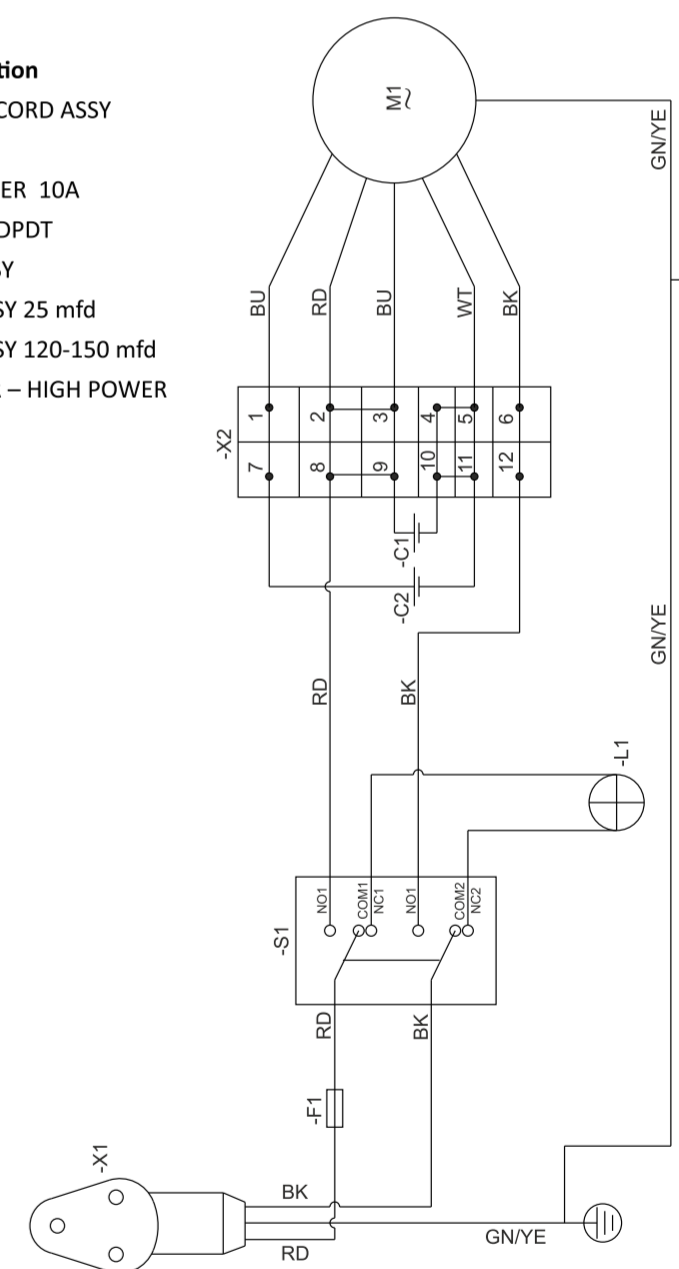 tion
CORD ASSY
ER 10A
DPDT
SY
SY 25 mfd
SY 120-150 mfd
– HIGH POWER
M1
GN/YE
BU
RD
BU
WT
BK
-X2
1
2
3
4
5
6
7
8
9
10
11
12
-C1
-C2
RD
BK
GN/YE
-L1
-S1
NO1
COM1
NC1
NO1
COM2
NC2
RD
BK
-F1
-X1
BK
RD
GN/YE